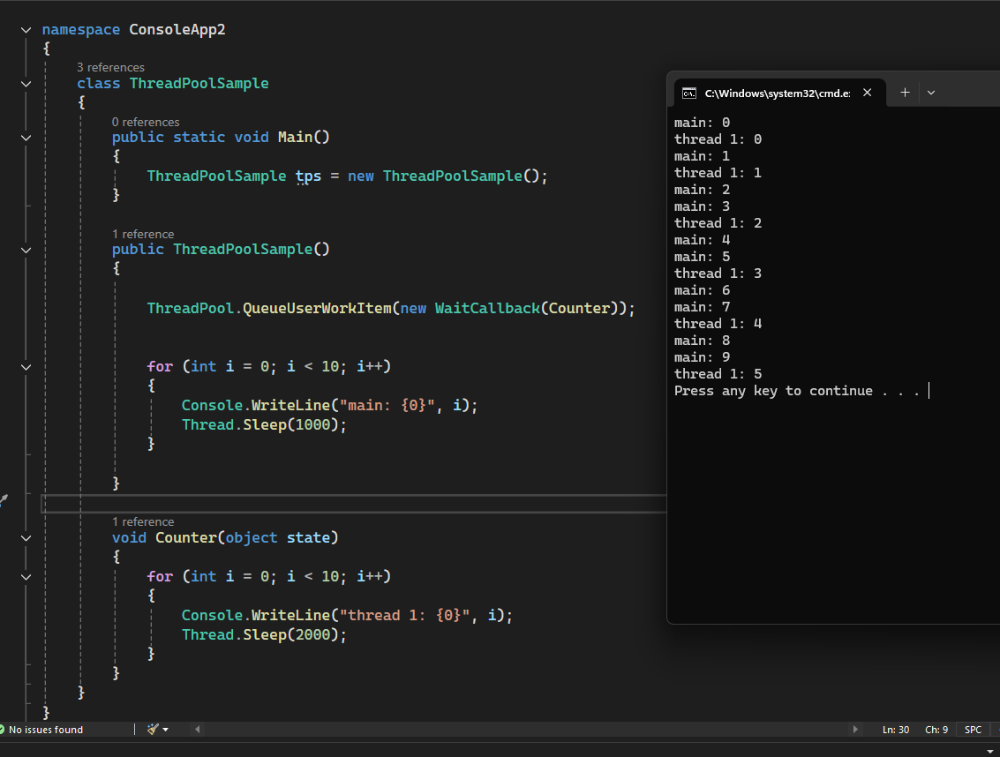 namespace ConsoleApp2
{
3 references
class ThreadPoolSample
{
0 references
public static void Main()
{
ThreadPoolSample tps = new ThreadPoolSample();
}
1 reference
public ThreadPoolSample()
{
ThreadPool.QueueUserWorkItem(new WaitCallback(Counter));
for (int i = 0; i < 10; i++)
{
Console.WriteLine("main: {0}", i);
Thread.Sleep(1000);
}
}
1 reference
void Counter(object state)
{
for (int i = 0; i < 10; i++)
{
Console.WriteLine("thread 1: {0}", i);
Thread.Sleep(2000);
}
}
}
}
C:\Windows\system32\cmd.e:
main: 0
thread 1: 0
main: 1
thread 1: 1
main: 2
main: 3
thread 1: 2
main: 4
main: 5
thread 1: 3
main: 6
main: 7
thread 1: 4
main: 8
main: 9
thread 1: 5
Press any key to continue . . .
No issues found
Ln: 30 Ch: 9 SPC